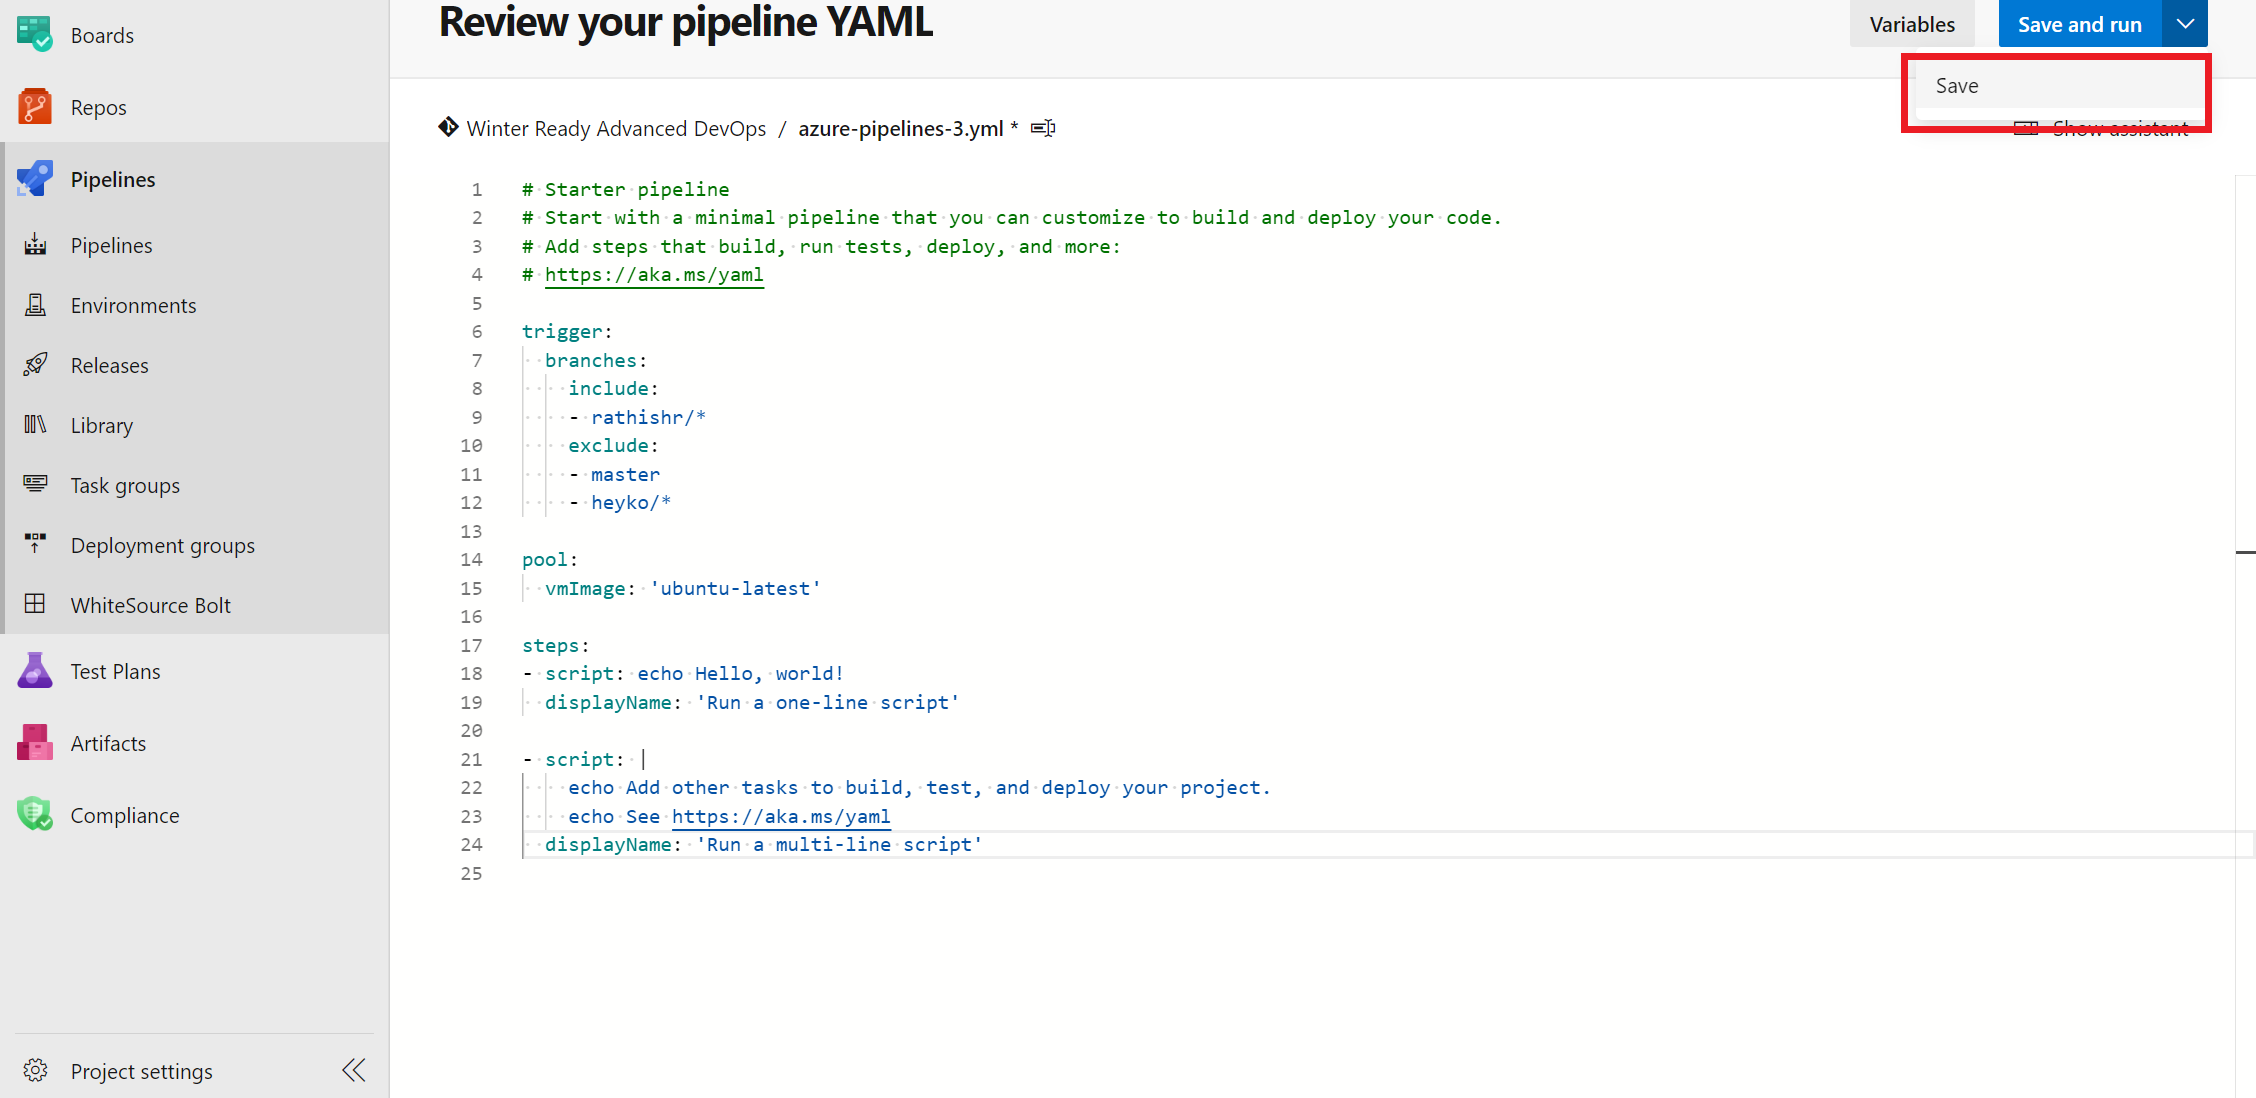 Boards
Repos
Pipelines
Pipelines
Environments
Releases
Library
Task groups
Deployment groups
WhiteSource Bolt
Test Plans
Artifacts
Compliance
Project settings
Review your pipeline YAML
Variables
Save and run
Save
Winter Ready Advanced DevOps / azure-pipelines-3.yml *
Show assistant
1 # Starter pipeline
2 # Start with a minimal pipeline that you can customize to build and deploy your code.
3 # Add steps that build, run tests, deploy, and more:
4 # https://aka.ms/yaml
5
6 trigger:
7   branches:
8     include:
9     - rathishr/*
10     exclude:
11     - master
12     - heyko/*
13
14 pool:
15   vmImage: 'ubuntu-latest'
16
17 steps:
18 - script: echo Hello, world!
19   displayName: 'Run a one-line script'
20
21 - script: |
22     echo Add other tasks to build, test, and deploy your project.
23     echo See https://aka.ms/yaml
24   displayName: 'Run a multi-line script'
25